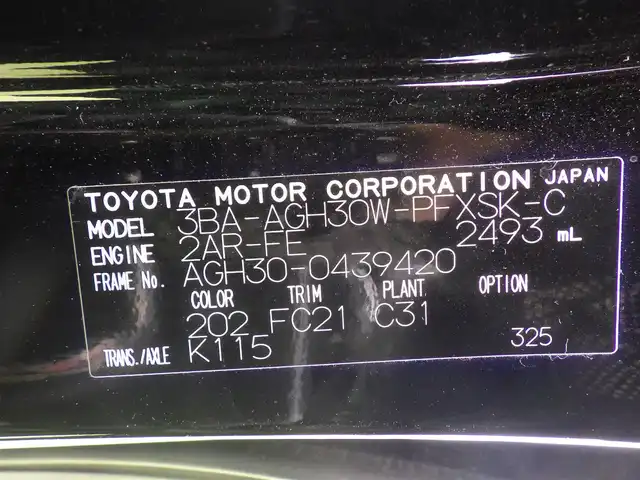 TOYOTA MOTOR CORPORATION JAPAN
MODEL 3BA-AGH30W-PFXSK-C
ENGINE 2AR-FE 2493 mL
FRAME No. AGH30-0439420
COLOR TRIM PLANT OPTION
202 FC21 C31
TRANS./AXLE K115 325